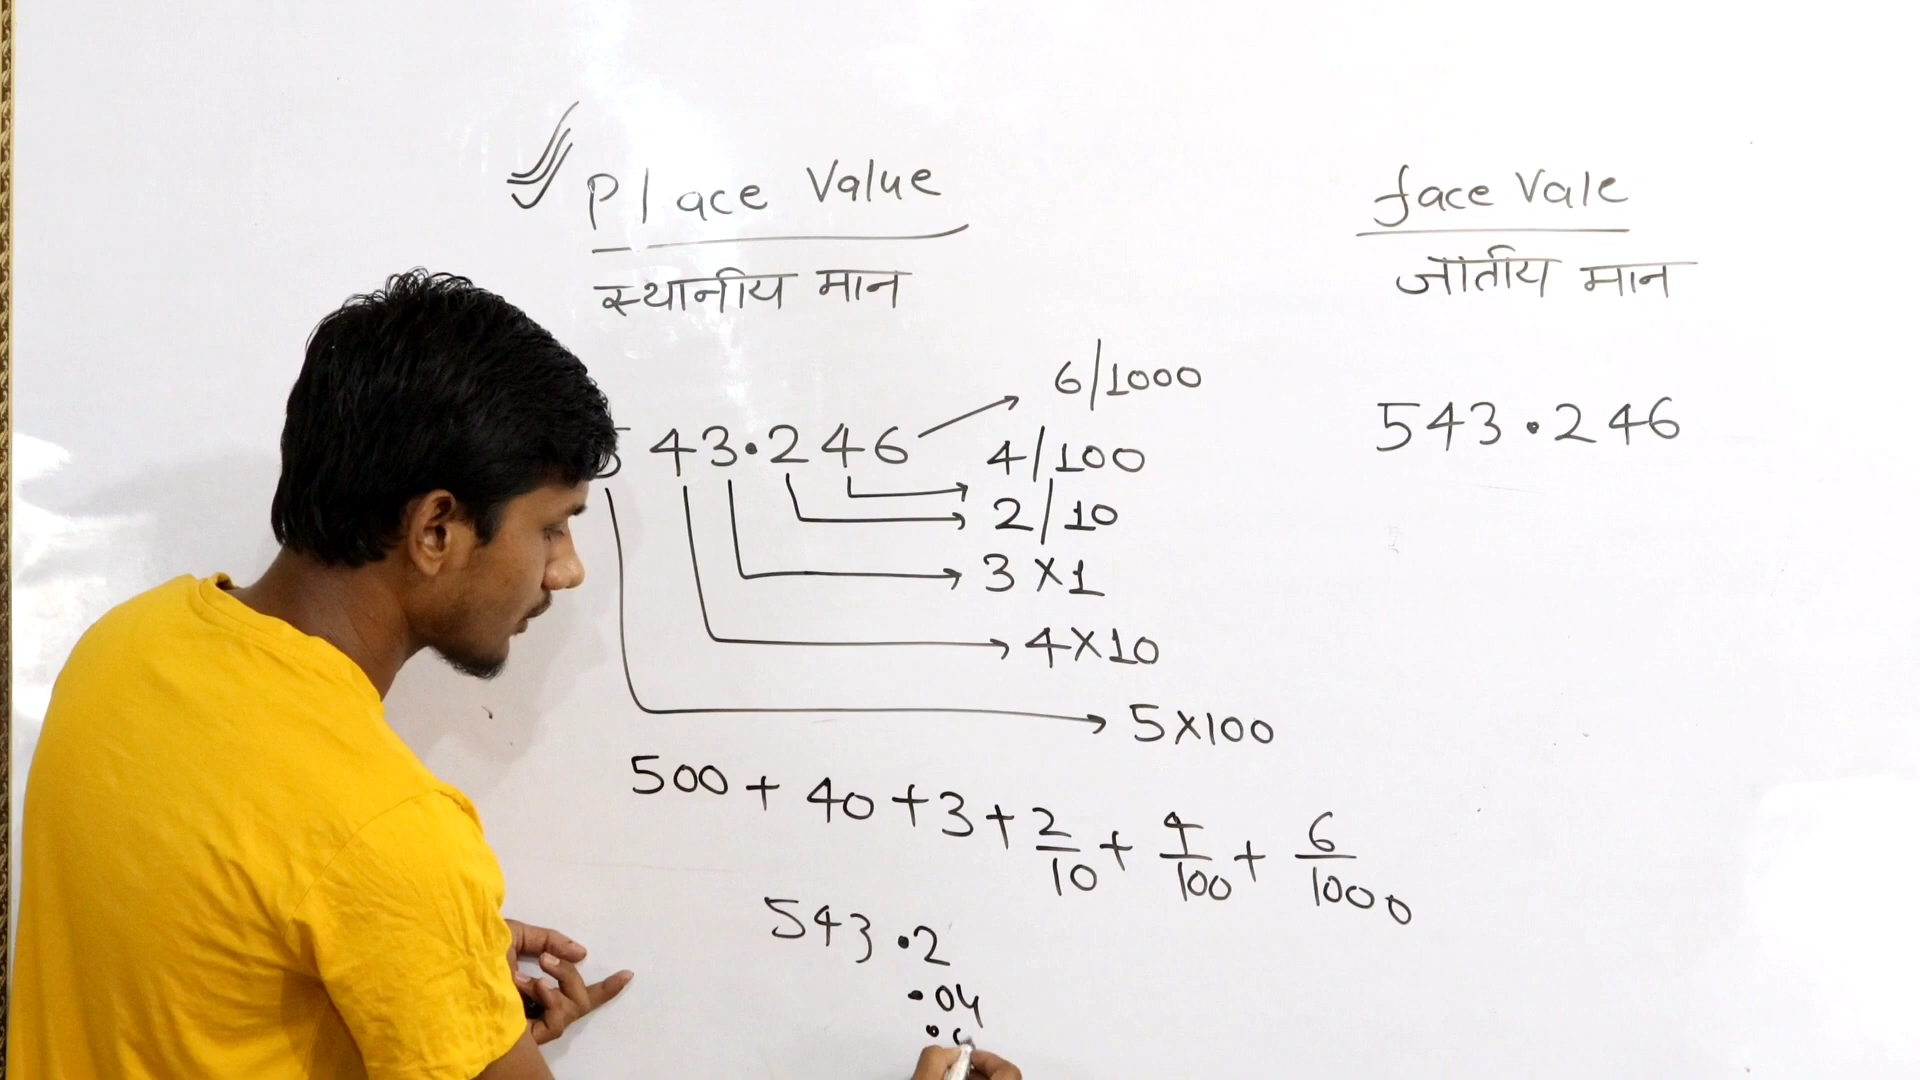 Place Value
स्थानीय मान
face Vale
जातीय मान
543.246
6/1000
4/100
2/10
3×1
4×10
5×100
543.246
500 + 40 + 3 + 2/10 + 4/100 + 6/1000
543.2
.04